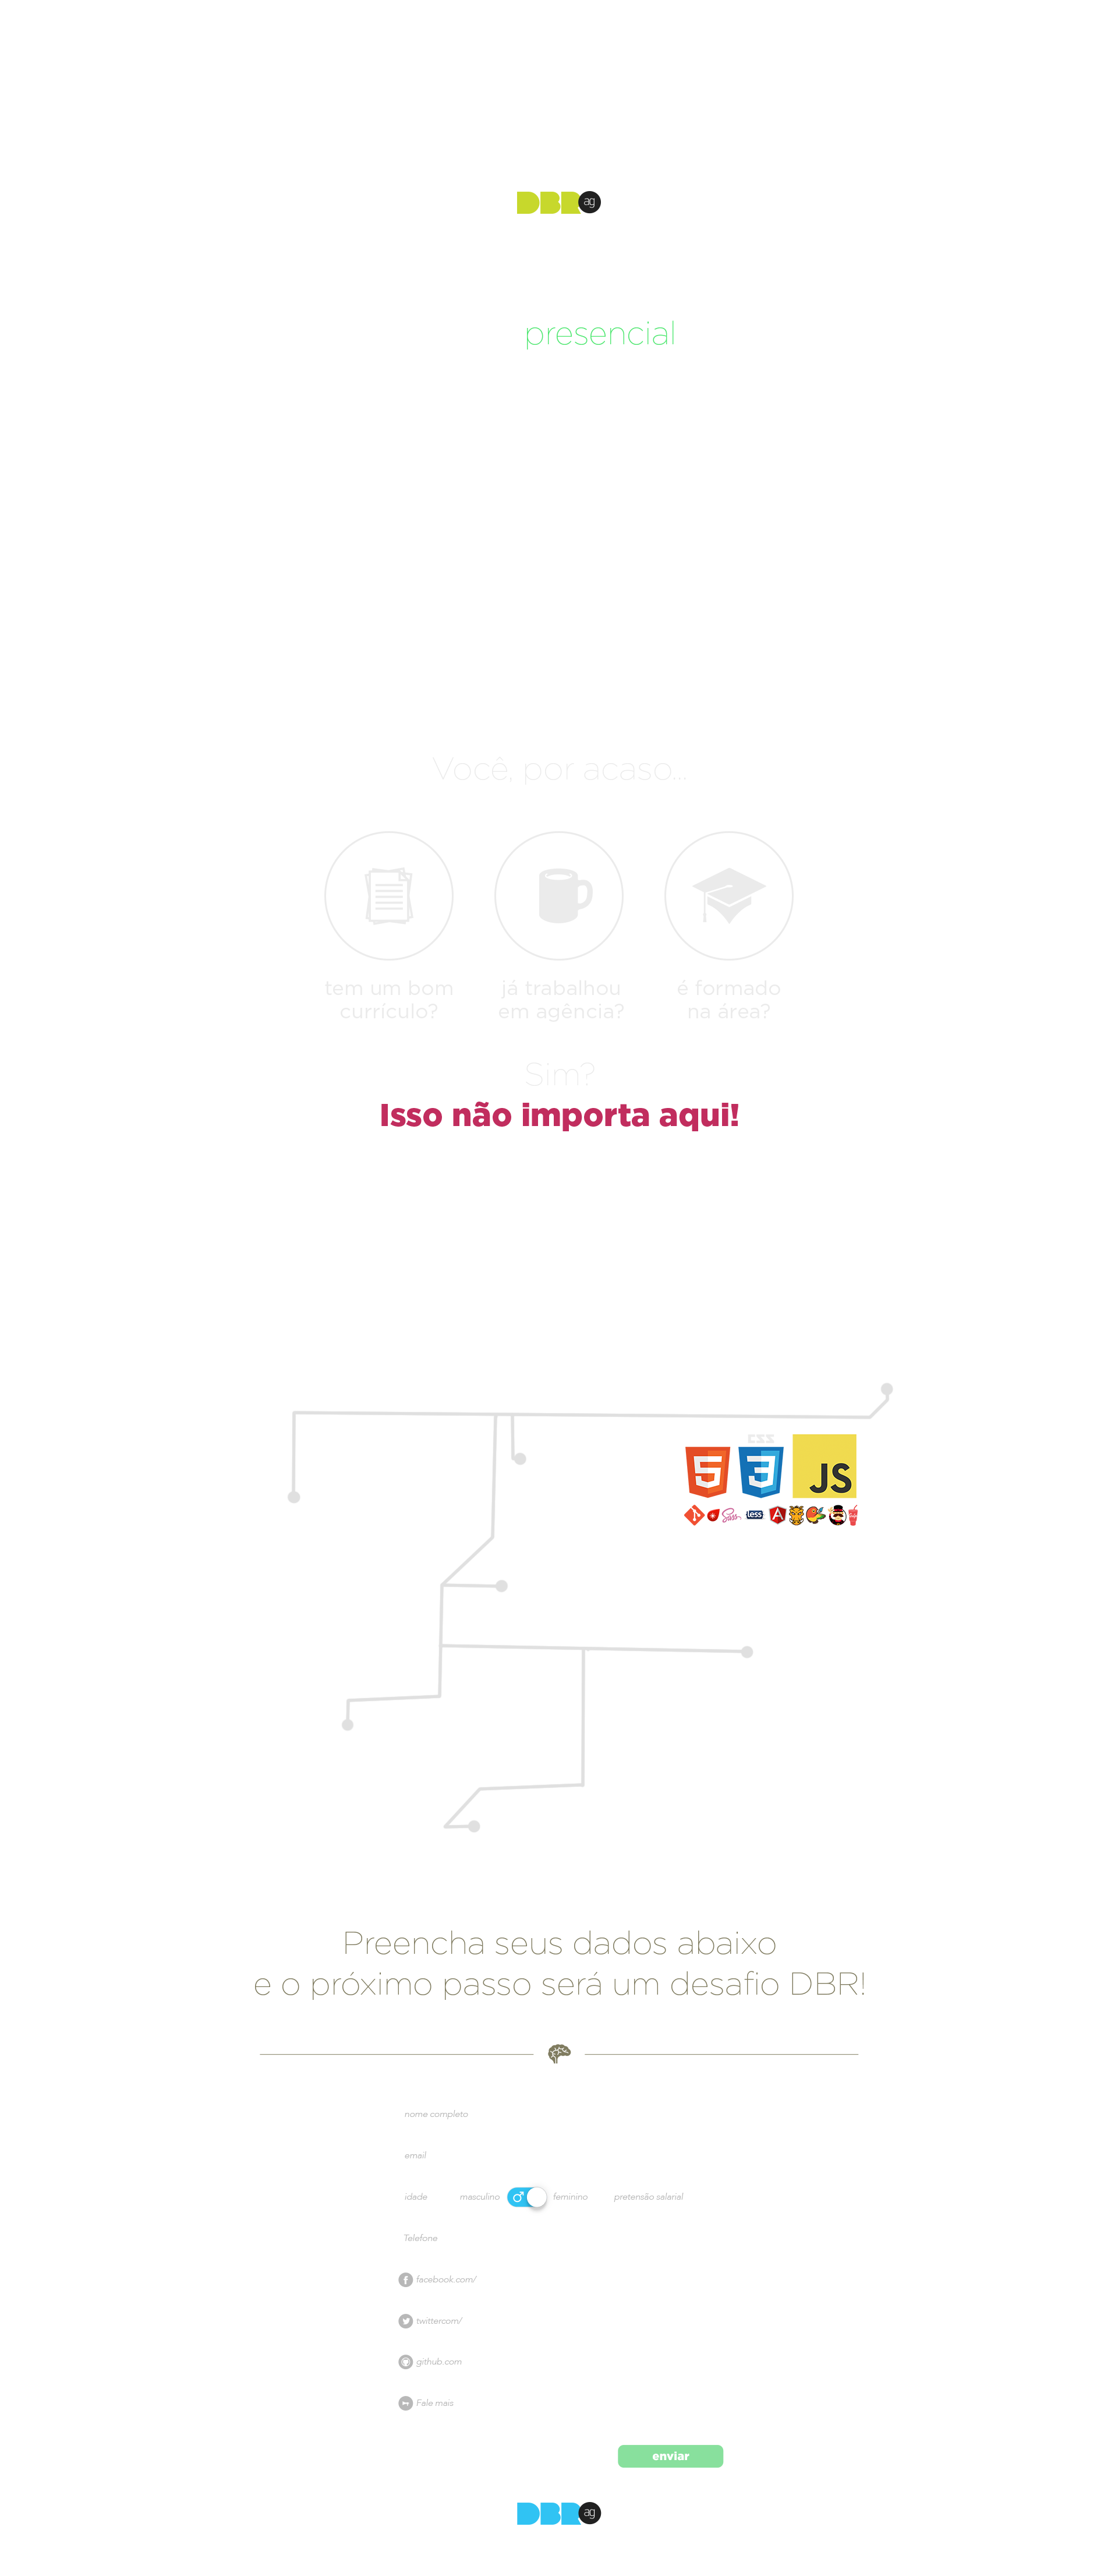 DBR ag
presencial
Você, por acaso...
tem um bom
currículo?
já trabalhou
em agência?
é formado
na área?
Sim?
Isso não importa aqui!
CSS
5
3
JS
Sass
less
A
Preencha seus dados abaixo
e o próximo passo será um desafio DBR!
nome completo
email
idade masculino feminino pretensão salarial
Telefone
facebook.com/
twittercom/
github.com
Fale mais
enviar
DBR ag